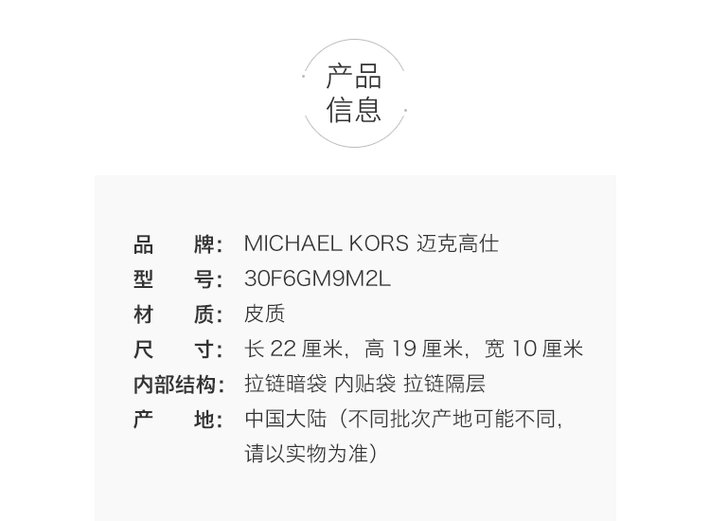 产品
信息
品 牌： MICHAEL KORS 迈克高仕
型 号： 30F6GM9M2L
材 质： 皮质
尺 寸： 长 22 厘米，高 19 厘米，宽 10 厘米
内部结构： 拉链暗袋 内贴袋 拉链隔层
产 地： 中国大陆（不同批次产地可能不同，
请以实物为准）